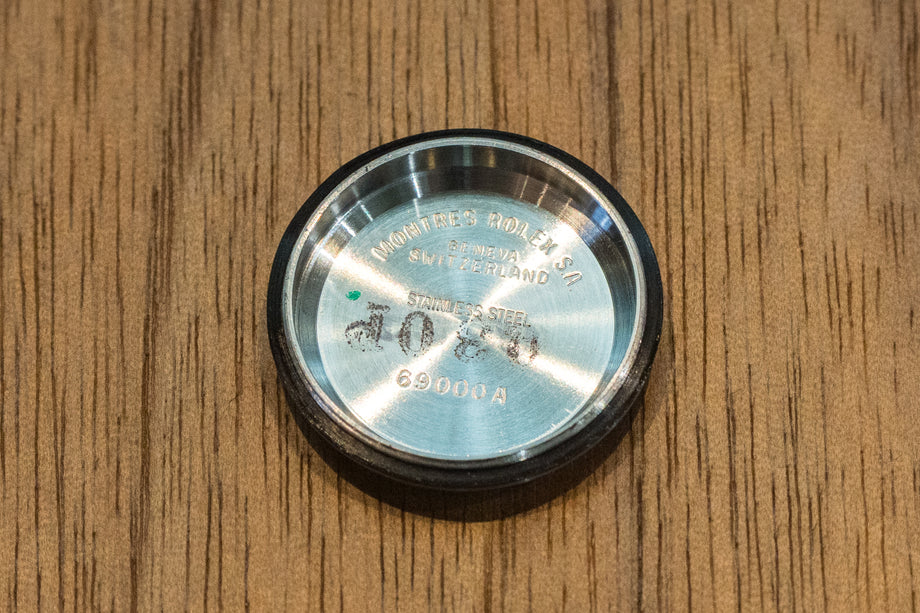 MONTRES ROLEX S.A.
GENEVA
SWITZERLAND
STAINLESS STEEL
69000A